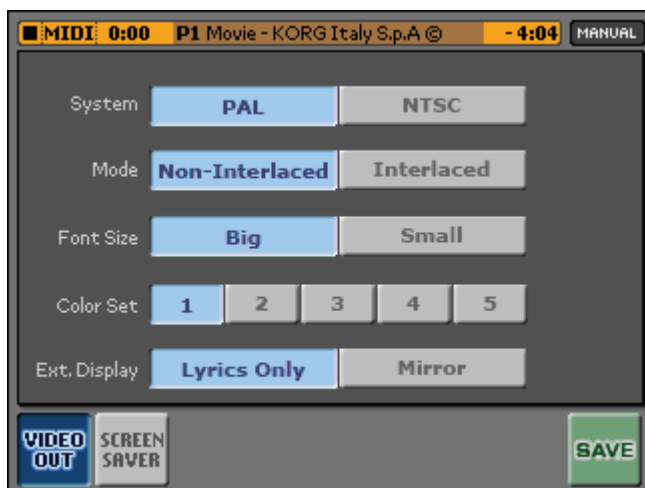 MIDI 0:00 P1 Movie - KORG Italy S.p.A © - 4:04 MANUAL
System PAL NTSC
Mode Non-Interlaced Interlaced
Font Size Big Small
Color Set 1 2 3 4 5
Ext. Display Lyrics Only Mirror
VIDEO OUT SCREEN SAVER SAVE